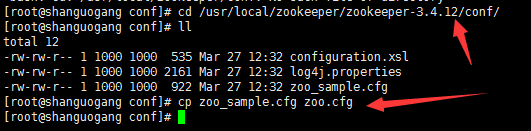 [root@shanguogang conf]# cd /usr/local/zookeeper/zookeeper-3.4.12/conf/
[root@shanguogang conf]# ll
total 12
-rw-rw-r-- 1 1000 1000  535 Mar 27 12:32 configuration.xsl
-rw-rw-r-- 1 1000 1000 2161 Mar 27 12:32 log4j.properties
-rw-rw-r-- 1 1000 1000  922 Mar 27 12:32 zoo_sample.cfg
[root@shanguogang conf]# cp zoo_sample.cfg zoo.cfg
[root@shanguogang conf]#